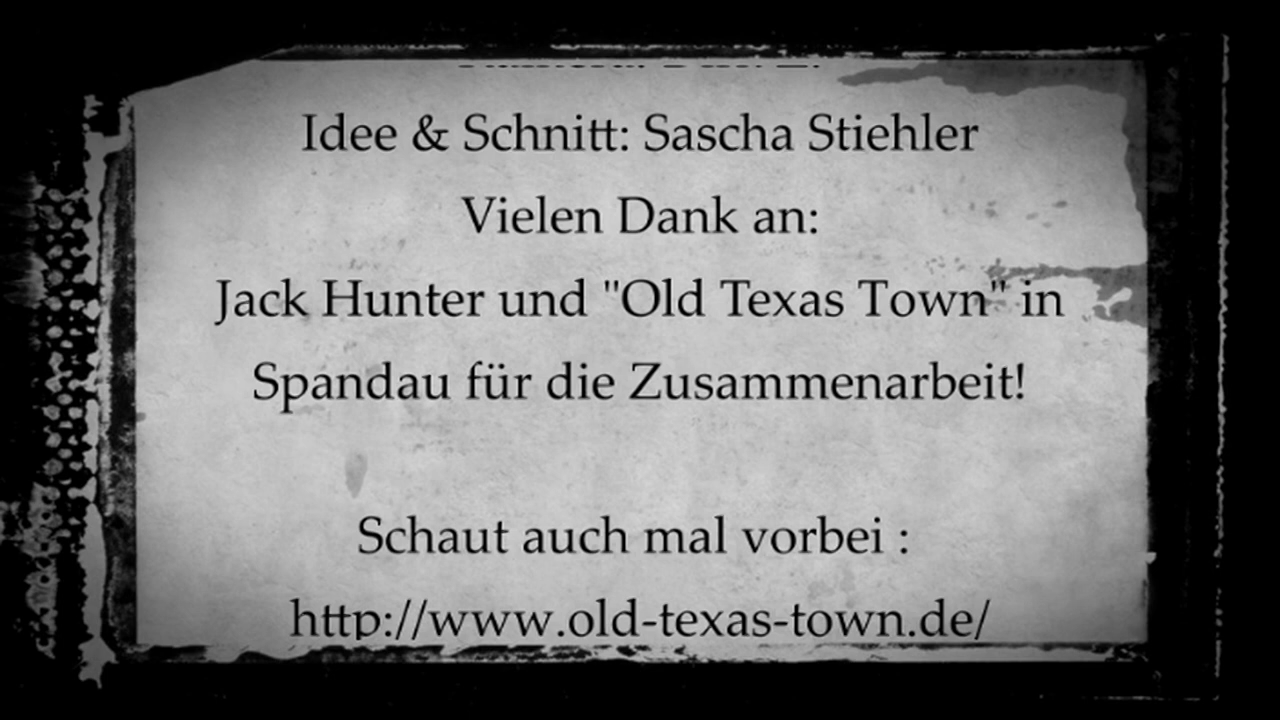 Idee & Schnitt: Sascha Stiehler
Vielen Dank an:
Jack Hunter und "Old Texas Town" in
Spandau für die Zusammenarbeit!
Schaut auch mal vorbei :
http://www.old-texas-town.de/